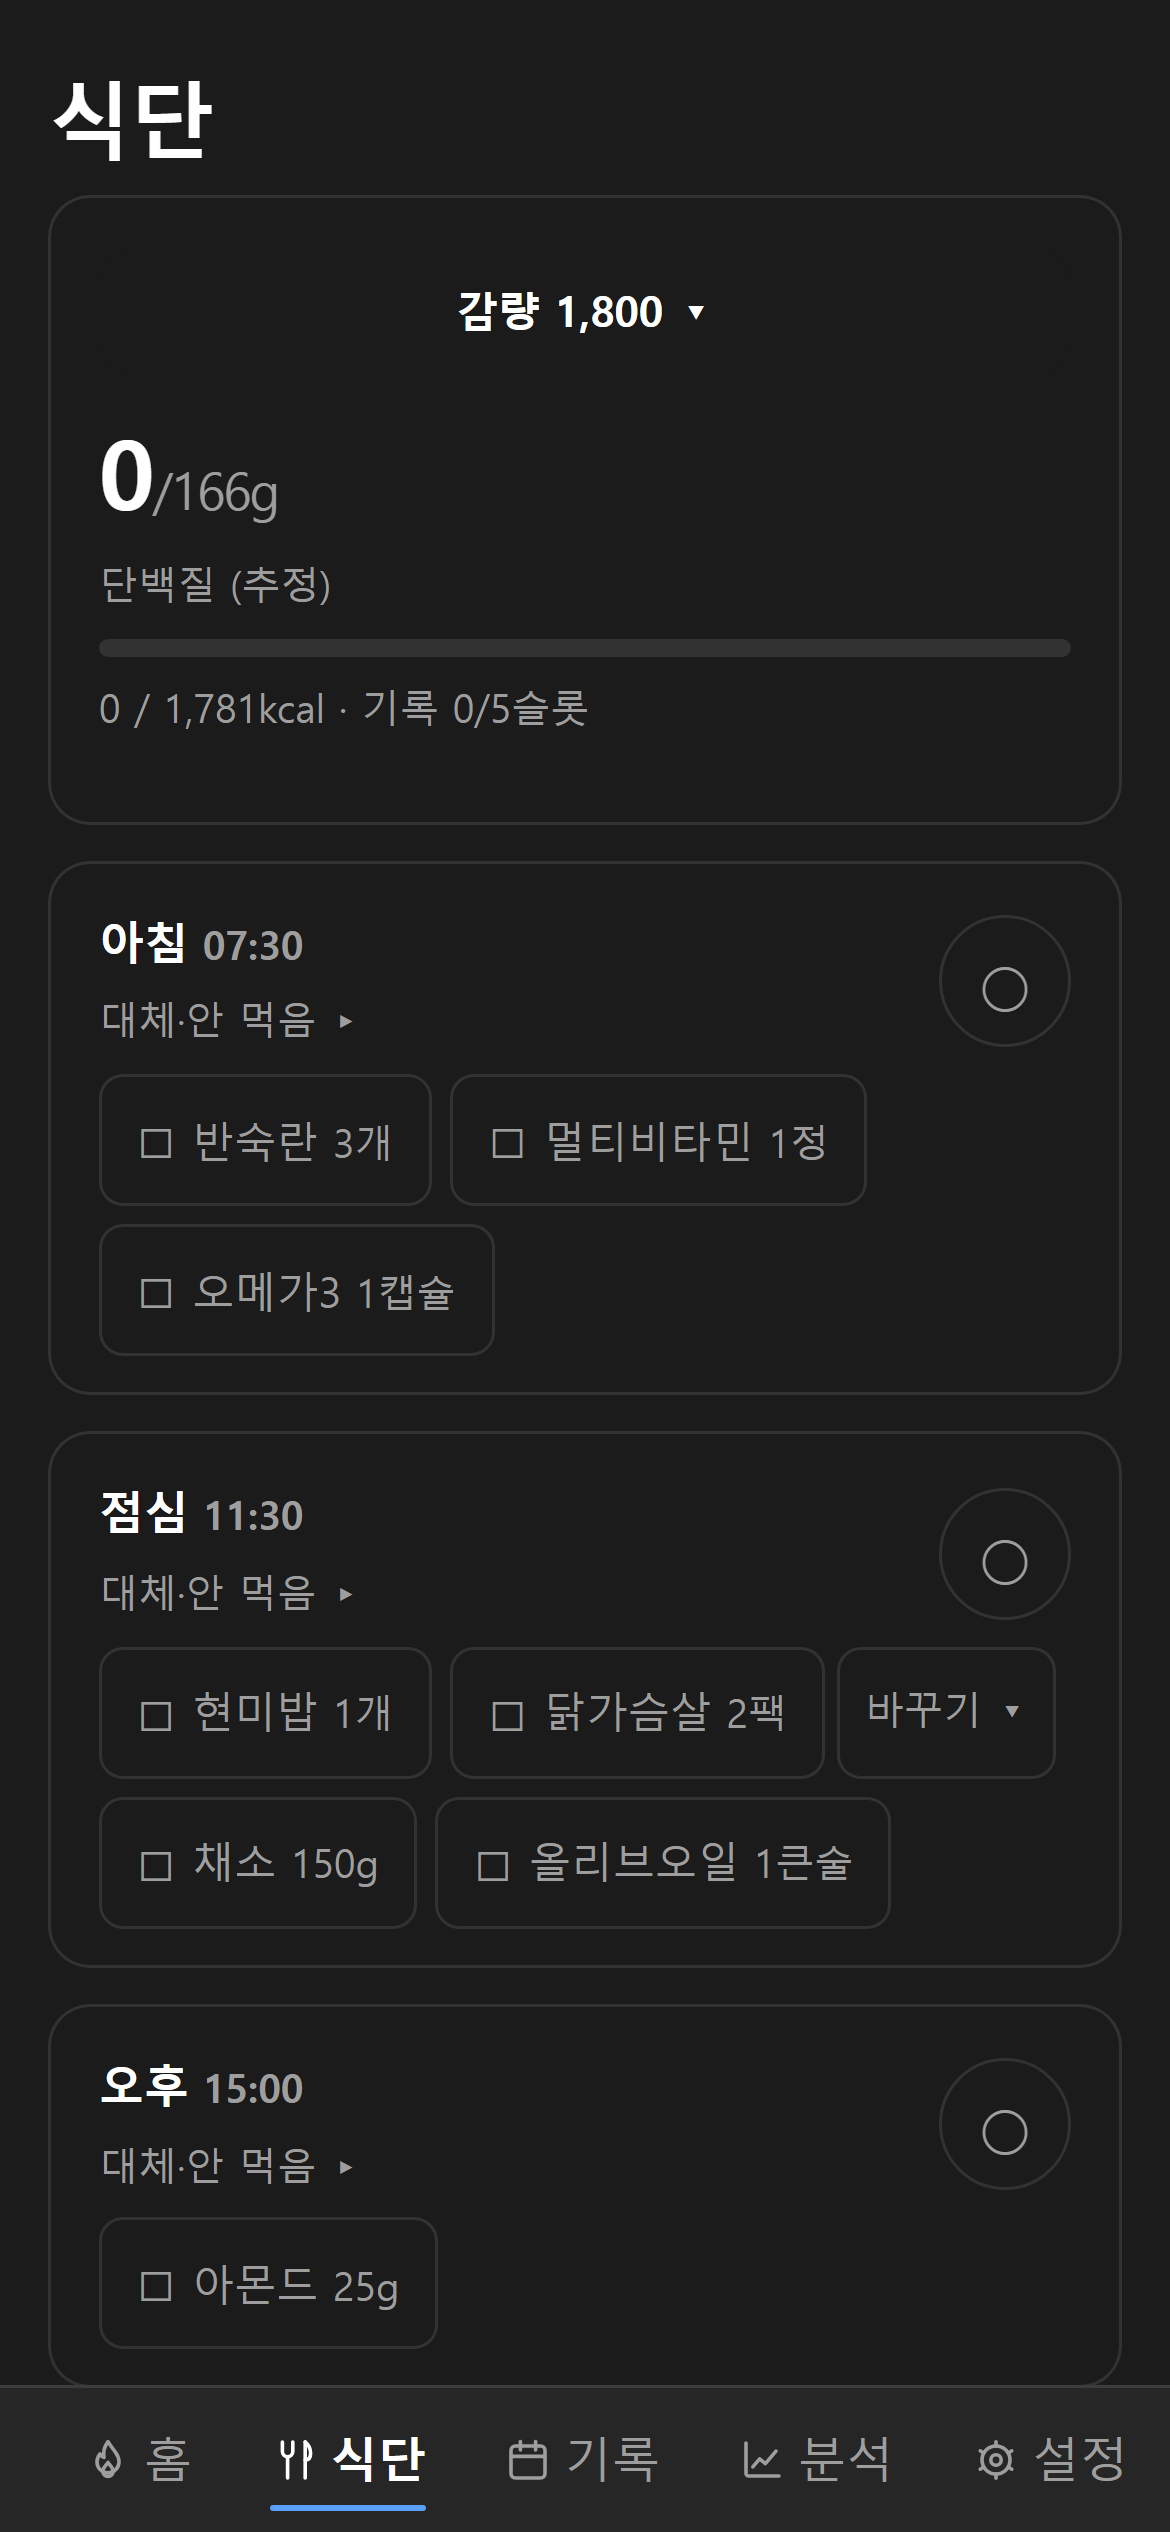 식단
감량 1,800 ▼
0/166g
단백질 (추정)
0 / 1,781kcal · 기록 0/5슬롯
아침 07:30
대체·안 먹음 ▸
○
□ 반숙란 3개
□ 멀티비타민 1정
□ 오메가3 1캡슐
점심 11:30
대체·안 먹음 ▸
○
□ 현미밥 1개
□ 닭가슴살 2팩
바꾸기 ▾
□ 채소 150g
□ 올리브오일 1큰술
오후 15:00
대체·안 먹음 ▸
○
□ 아몬드 25g
홈
식단
기록
분석
설정